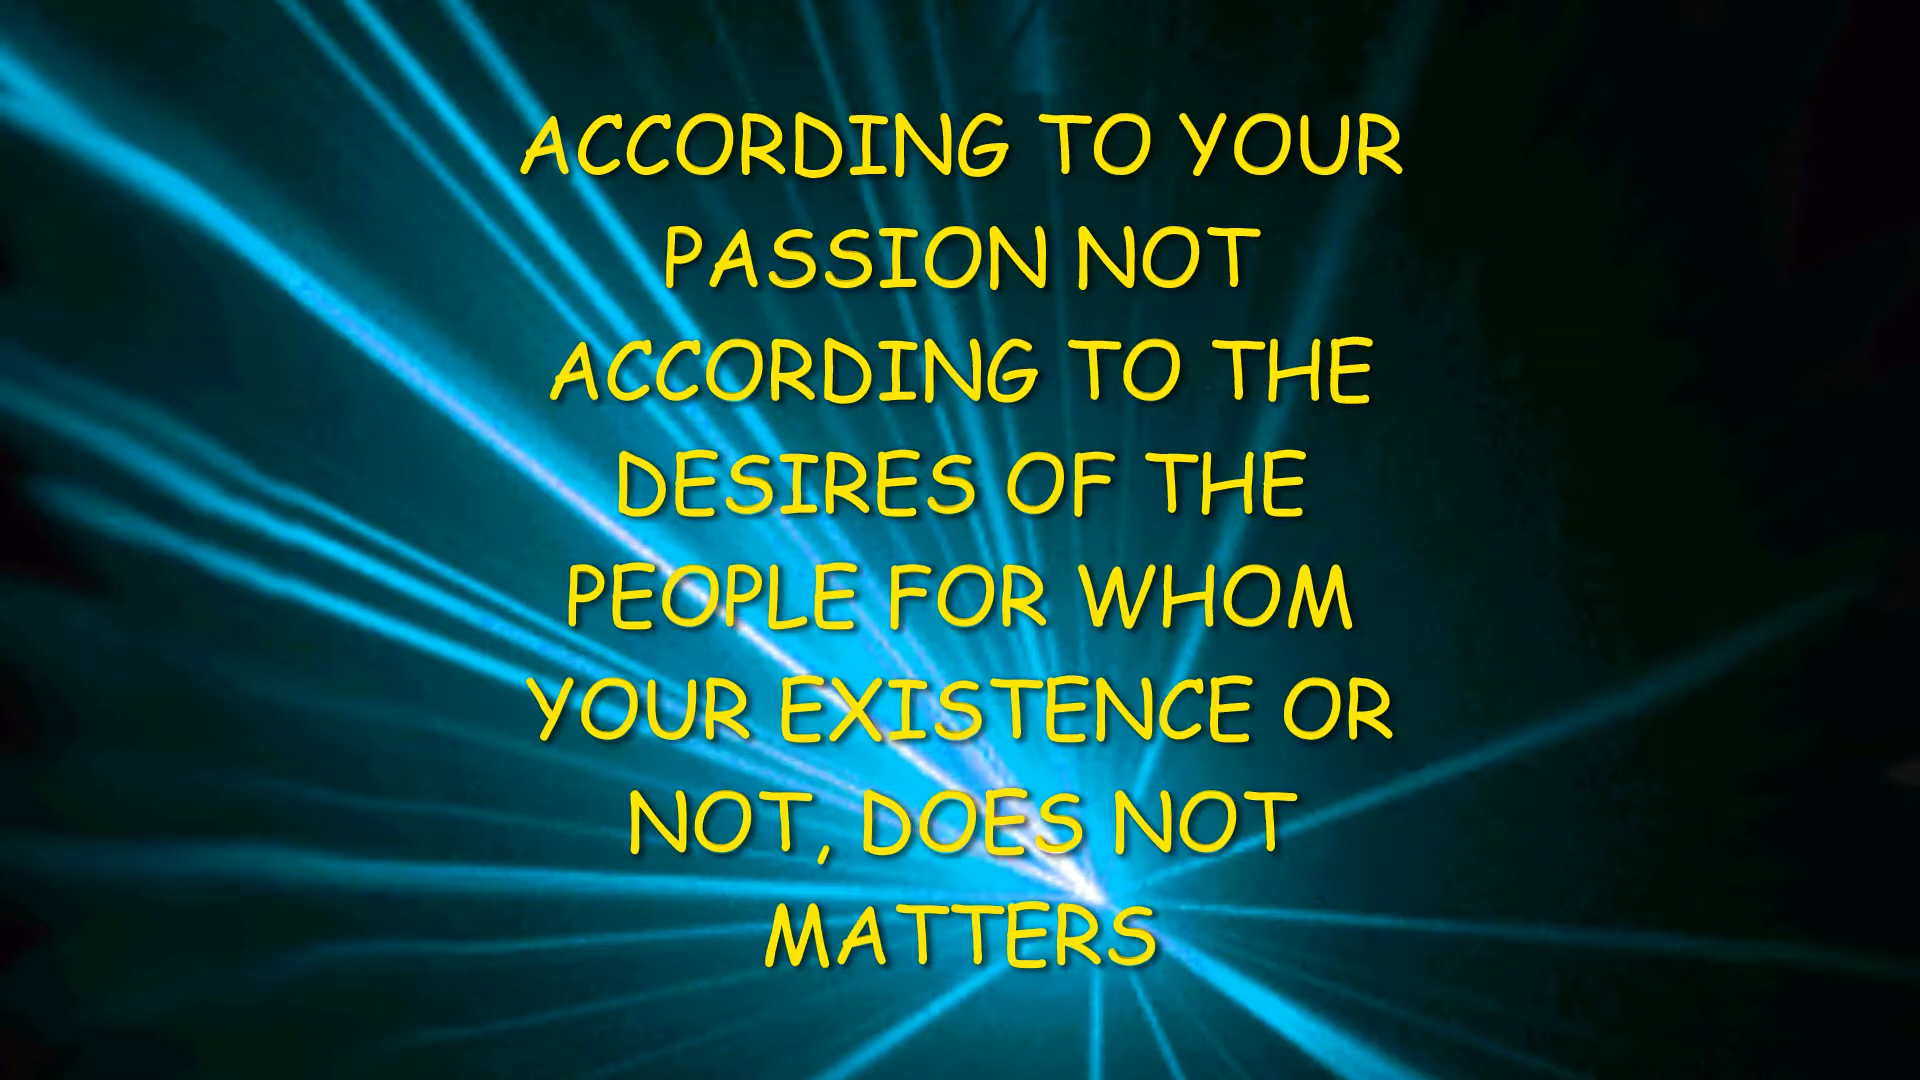 ACCORDING TO YOUR
PASSION NOT
ACCORDING TO THE
DESIRES OF THE
PEOPLE FOR WHOM
YOUR EXISTENCE OR
NOT, DOES NOT
MATTERS